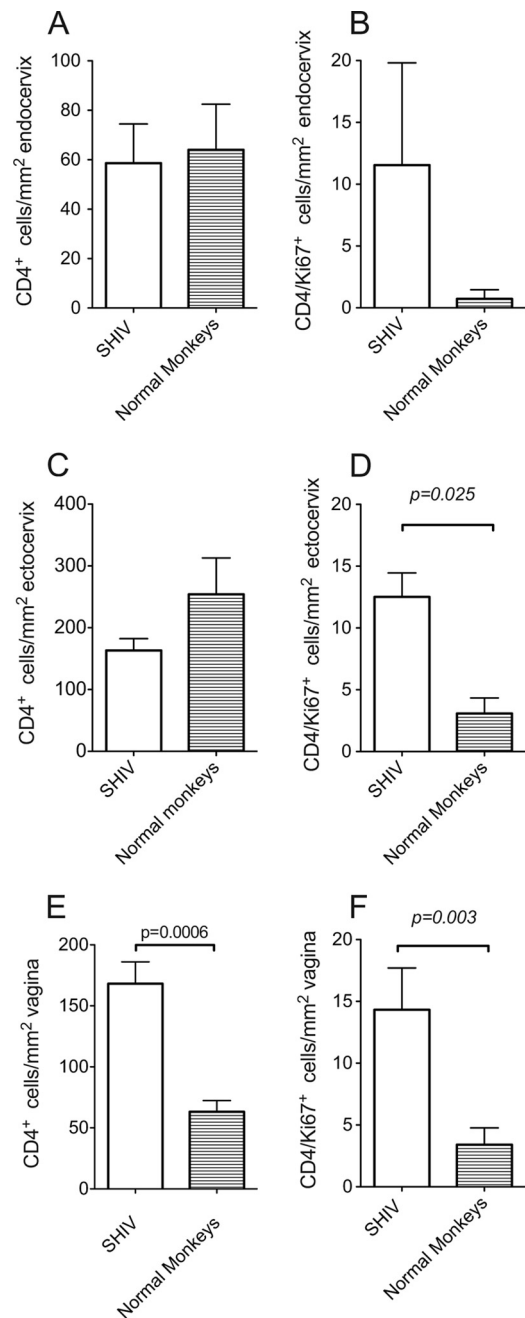 A
CD4⁺ cells/mm² endocervix
100
80
60
40
20
0
SHIV
Normal Monkeys
B
CD4/Ki67⁺ cells/mm² endocervix
20
15
10
5
0
SHIV
Normal Monkeys
C
CD4⁺ cells/mm² ectocervix
400
300
200
100
0
SHIV
Normal monkeys
D
CD4/Ki67⁺ cells/mm² ectocervix
20
15
10
5
0
p=0.025
SHIV
Normal Monkeys
E
CD4⁺ cells/mm² vagina
200
150
100
50
0
p=0.0006
SHIV
Normal Monkeys
F
CD4/Ki67⁺ cells/mm² vagina
20
15
10
5
0
p=0.003
SHIV
Normal Monkeys